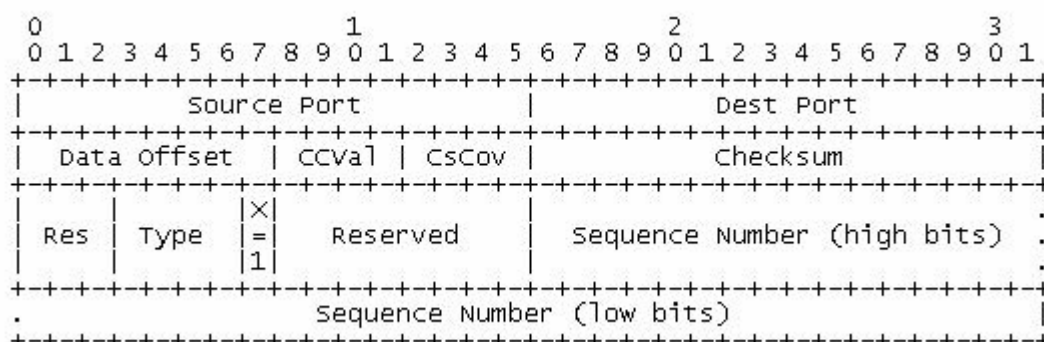 0                   1                   2                   3
0 1 2 3 4 5 6 7 8 9 0 1 2 3 4 5 6 7 8 9 0 1 2 3 4 5 6 7 8 9 0 1
+-+-+-+-+-+-+-+-+-+-+-+-+-+-+-+-+-+-+-+-+-+-+-+-+-+-+-+-+-+-+-+-+
|          Source Port          |           Dest Port           |
+-+-+-+-+-+-+-+-+-+-+-+-+-+-+-+-+-+-+-+-+-+-+-+-+-+-+-+-+-+-+-+-+
|  Data Offset  | CCVal | CsCov |           Checksum            |
+-+-+-+-+-+-+-+-+-+-+-+-+-+-+-+-+-+-+-+-+-+-+-+-+-+-+-+-+-+-+-+-+
|     |       |X|               |                               .
| Res | Type  |=|   Reserved    |  Sequence Number (high bits)  .
|     |       |1|               |                               .
+-+-+-+-+-+-+-+-+-+-+-+-+-+-+-+-+-+-+-+-+-+-+-+-+-+-+-+-+-+-+-+-+
.                  Sequence Number (low bits)                   |
+-+-+-+-+-+-+-+-+-+-+-+-+-+-+-+-+-+-+-+-+-+-+-+-+-+-+-+-+-+-+-+-+